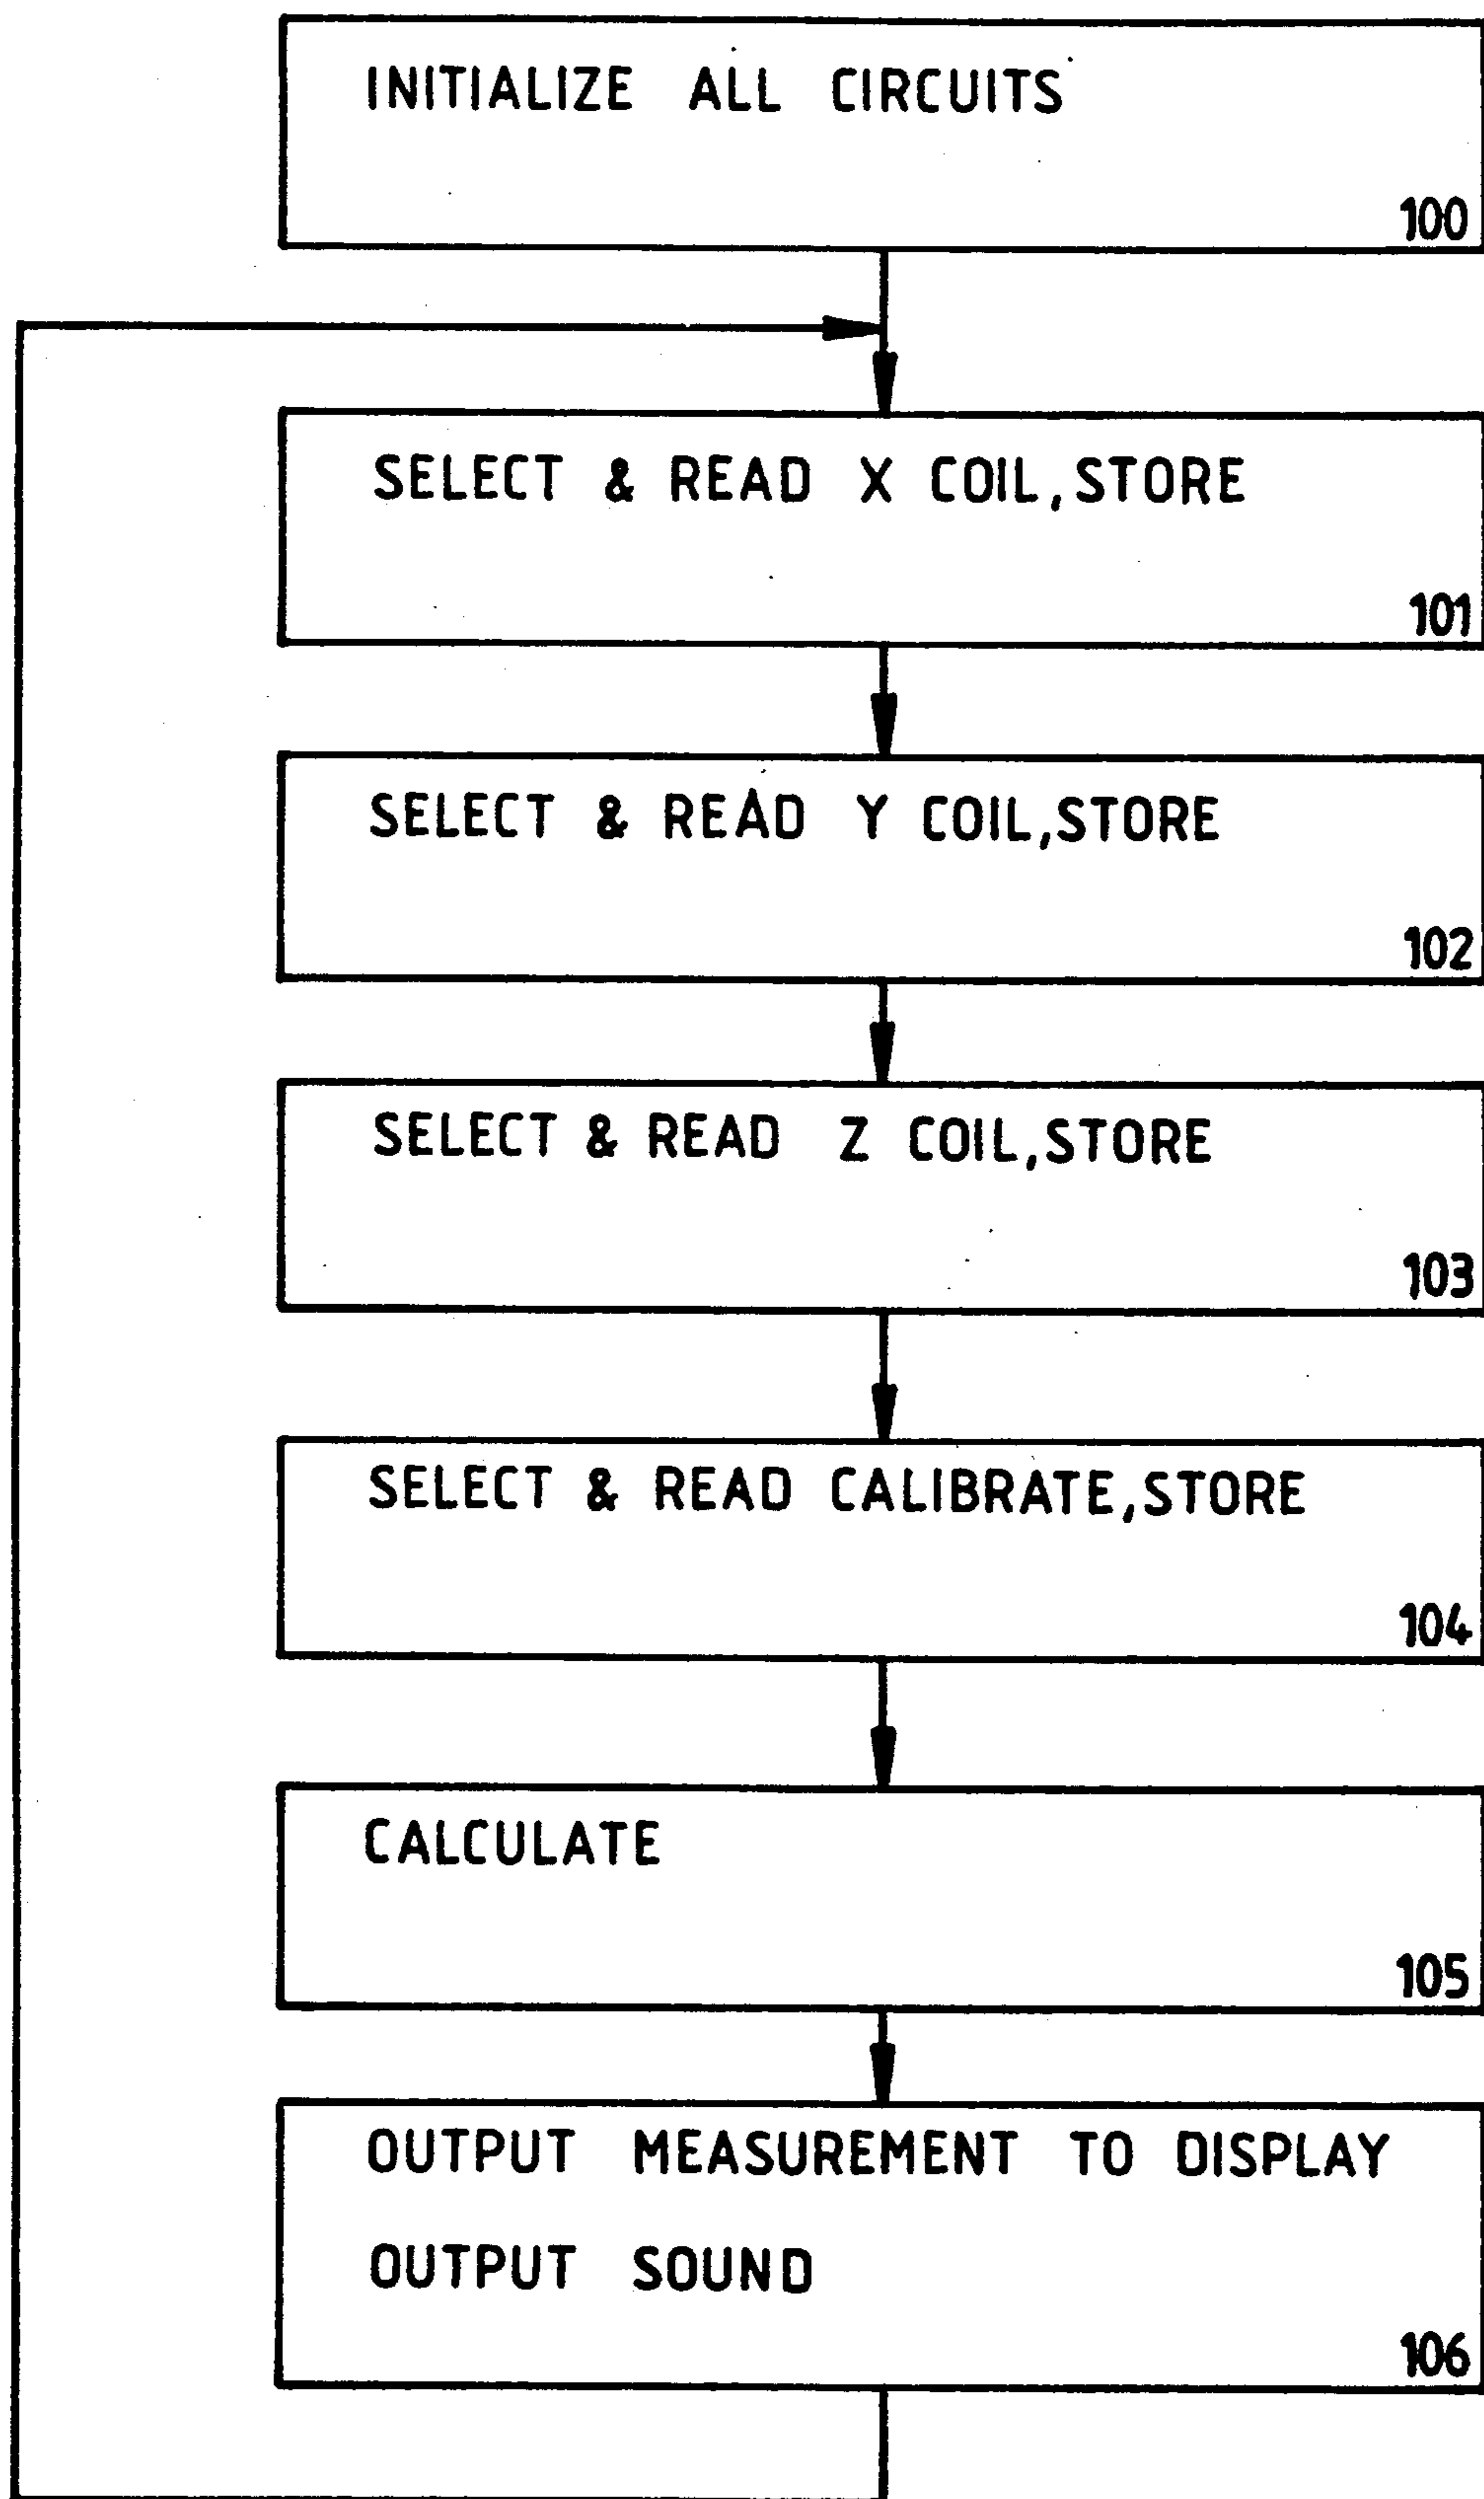 INITIALIZE ALL CIRCUITS
100
SELECT & READ X COIL,STORE
101
SELECT & READ Y COIL,STORE
102
SELECT & READ Z COIL,STORE
103
SELECT & READ CALIBRATE,STORE
104
CALCULATE
105
OUTPUT MEASUREMENT TO DISPLAY
OUTPUT SOUND
106